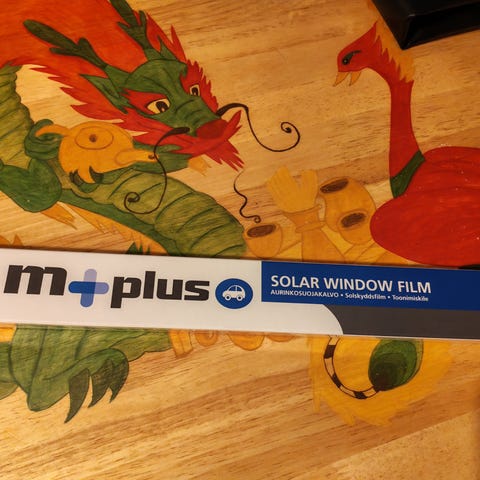 m+plus
SOLAR WINDOW FILM
AURINKOSUOJAKALVO • Solskyddsfilm • Toonimiskile